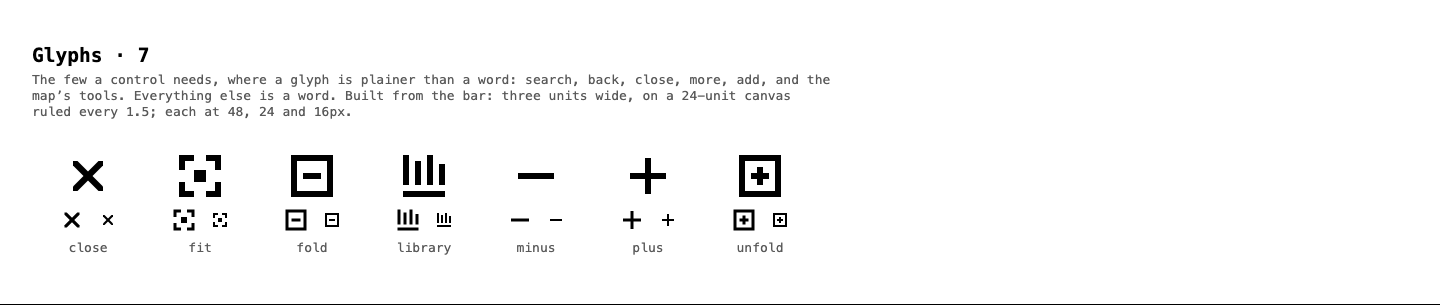 Glyphs · 7
The few a control needs, where a glyph is plainer than a word: search, back, close, more, add, and the
map’s tools. Everything else is a word. Built from the bar: three units wide, on a 24–unit canvas
ruled every 1.5; each at 48, 24 and 16px.
close fit fold library minus plus unfold